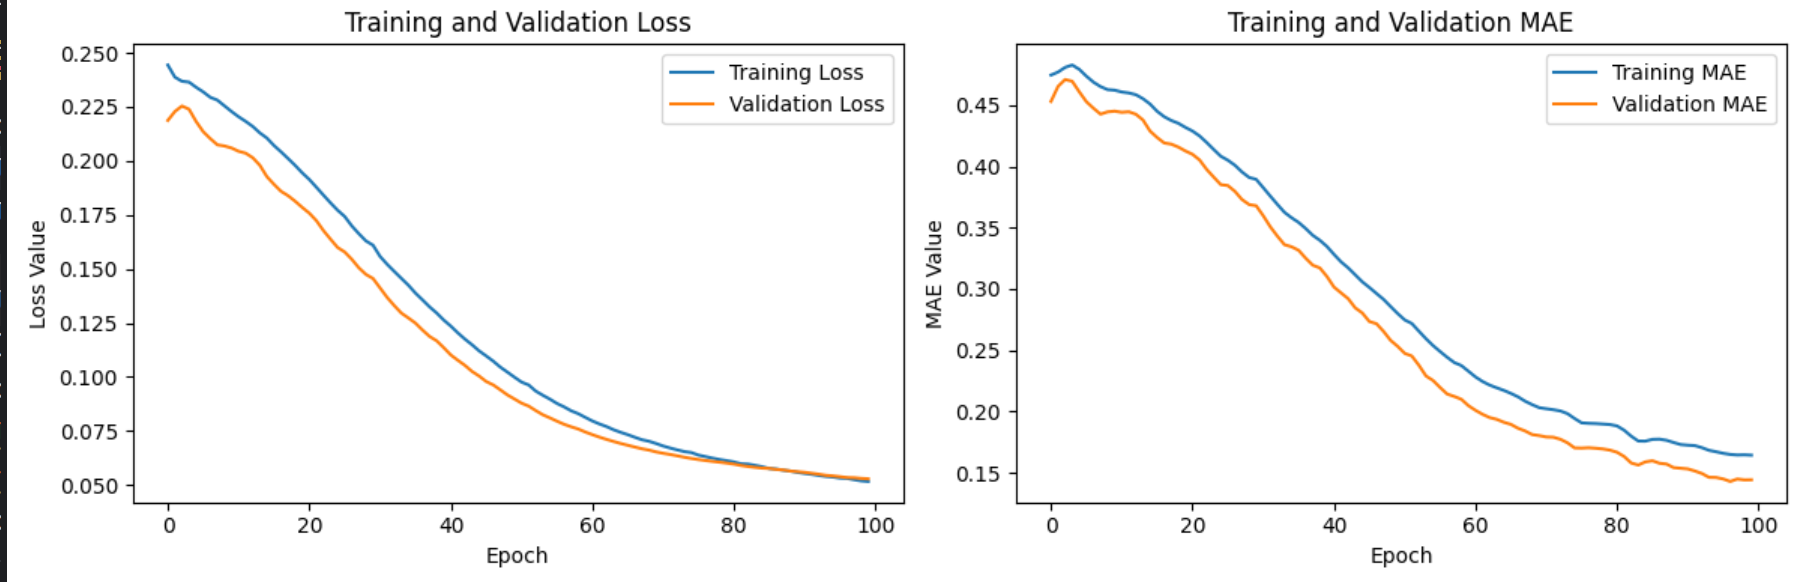 Training and Validation Loss
0.250
0.225
0.200
0.175
0.150
0.125
0.100
0.075
0.050
Loss Value
0
20
40
60
80
100
Epoch
Training Loss
Validation Loss
Training and Validation MAE
0.45
0.40
0.35
0.30
0.25
0.20
0.15
MAE Value
0
20
40
60
80
100
Epoch
Training MAE
Validation MAE